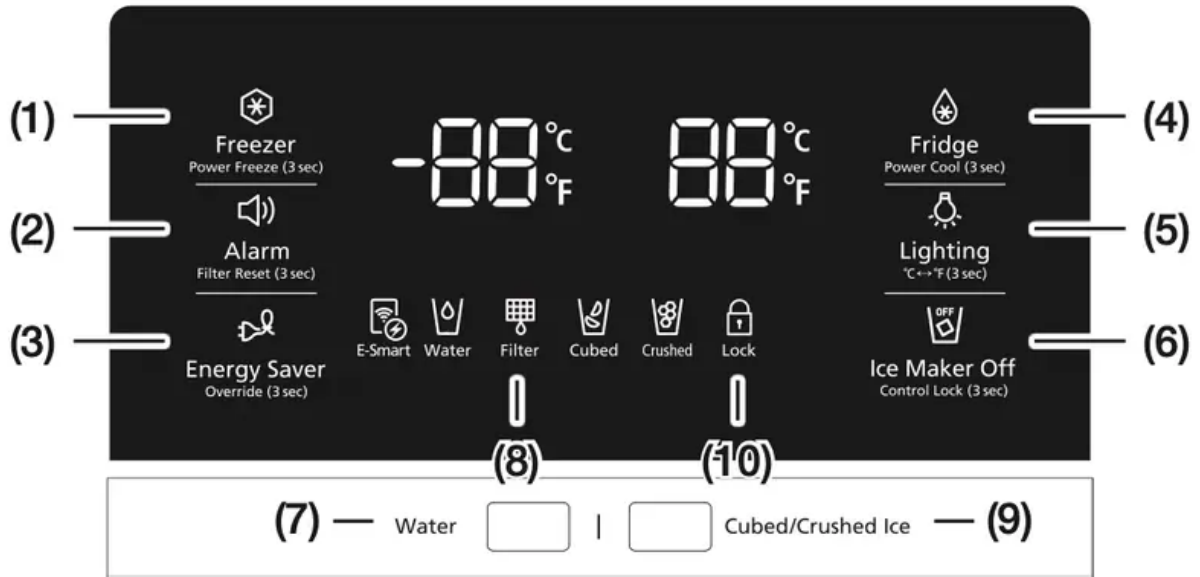 (1)
Freezer
Power Freeze (3 sec)
(2)
Alarm
Filter Reset (3 sec)
(3)
Energy Saver
Override (3 sec)
-88 °C °F
88 °C °F
(4)
Fridge
Power Cool (3 sec)
(5)
Lighting
℃↔℉ (3 sec)
(6)
OFF
Ice Maker Off
Control Lock (3 sec)
E-Smart Water Filter Cubed Crushed Lock
(8) (10)
(7) Water | Cubed/Crushed Ice (9)